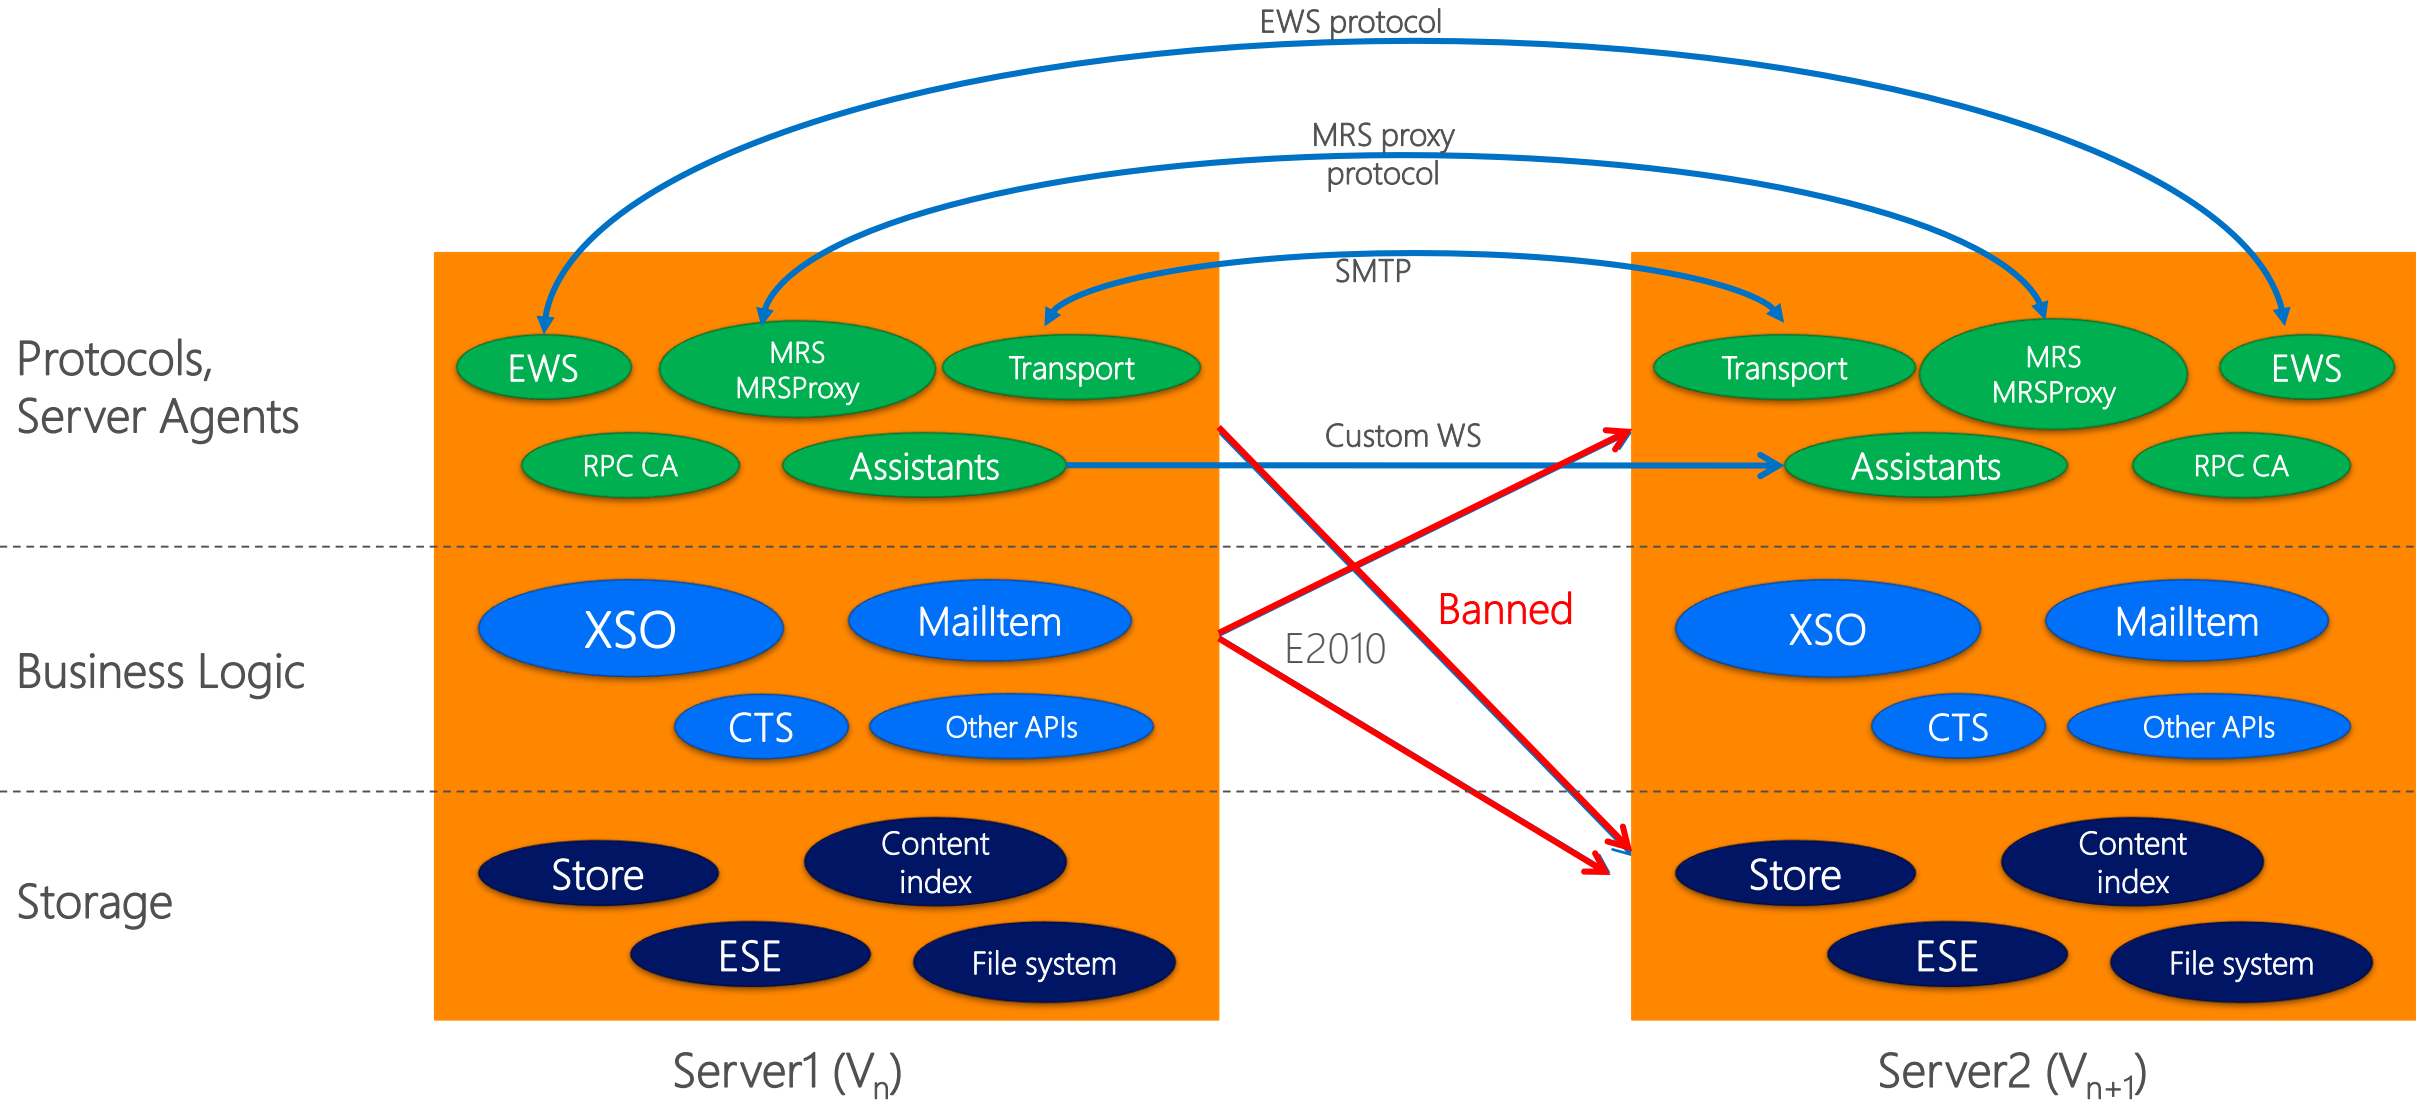 EWS protocol
MRS proxy
protocol
SMTP
Protocols,
Server Agents
EWS
MRS
MRSProxy
Transport
RPC CA
Assistants
Custom WS
Transport
MRS
MRSProxy
EWS
Assistants
RPC CA
Business Logic
XSO
MailItem
CTS
Other APIs
Banned
E2010
XSO
MailItem
CTS
Other APIs
Storage
Store
Content
index
ESE
File system
Store
Content
index
ESE
File system
Server1 (Vn)
Server2 (Vn+1)